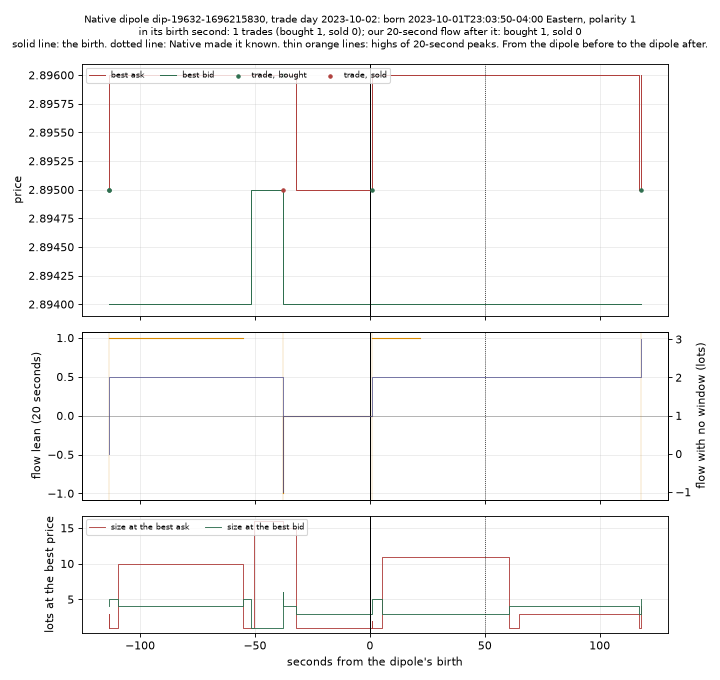 Native dipole dip-19632-1696215830, trade day 2023-10-02: born 2023-10-01T23:03:50-04:00 Eastern, polarity 1
in its birth second: 1 trades (bought 1, sold 0); our 20-second flow after it: bought 1, sold 0
solid line: the birth. dotted line: Native made it known. thin orange lines: highs of 20-second peaks. From the dipole before to the dipole after.
best ask
best bid
trade, bought
trade, sold
2.89600
2.89575
2.89550
2.89525
2.89500
2.89475
2.89450
2.89425
2.89400
price
1.0
0.5
0.0
−0.5
−1.0
flow lean (20 seconds)
3
2
1
0
−1
flow with no window (lots)
size at the best ask
size at the best bid
15
10
5
lots at the best price
−100
−50
0
50
100
seconds from the dipole's birth